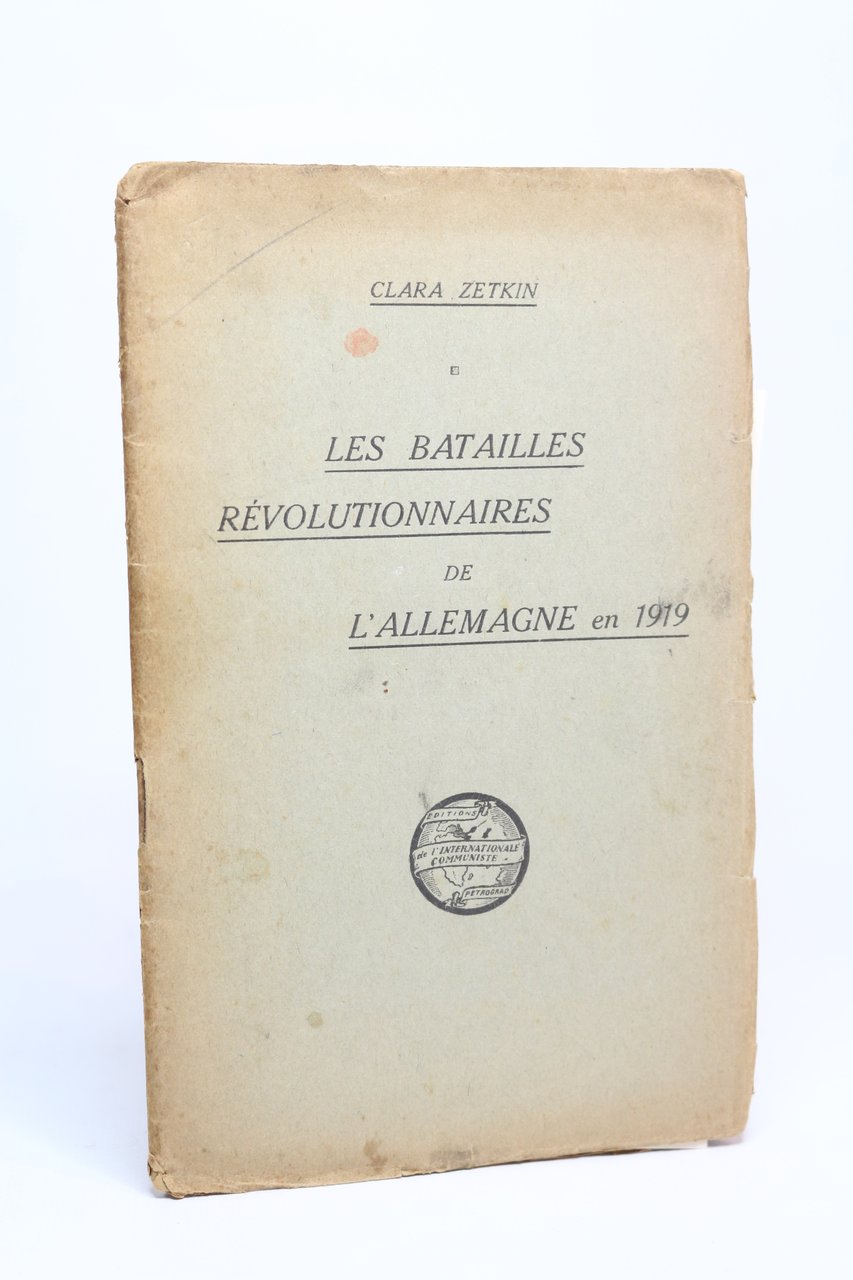 CLARA ZETKIN
LES BATAILLES
RÉVOLUTIONNAIRES
DE
L'ALLEMAGNE en 1919
EDITIONS
de l'INTERNATIONALE
COMMUNISTE
PETROGRAD